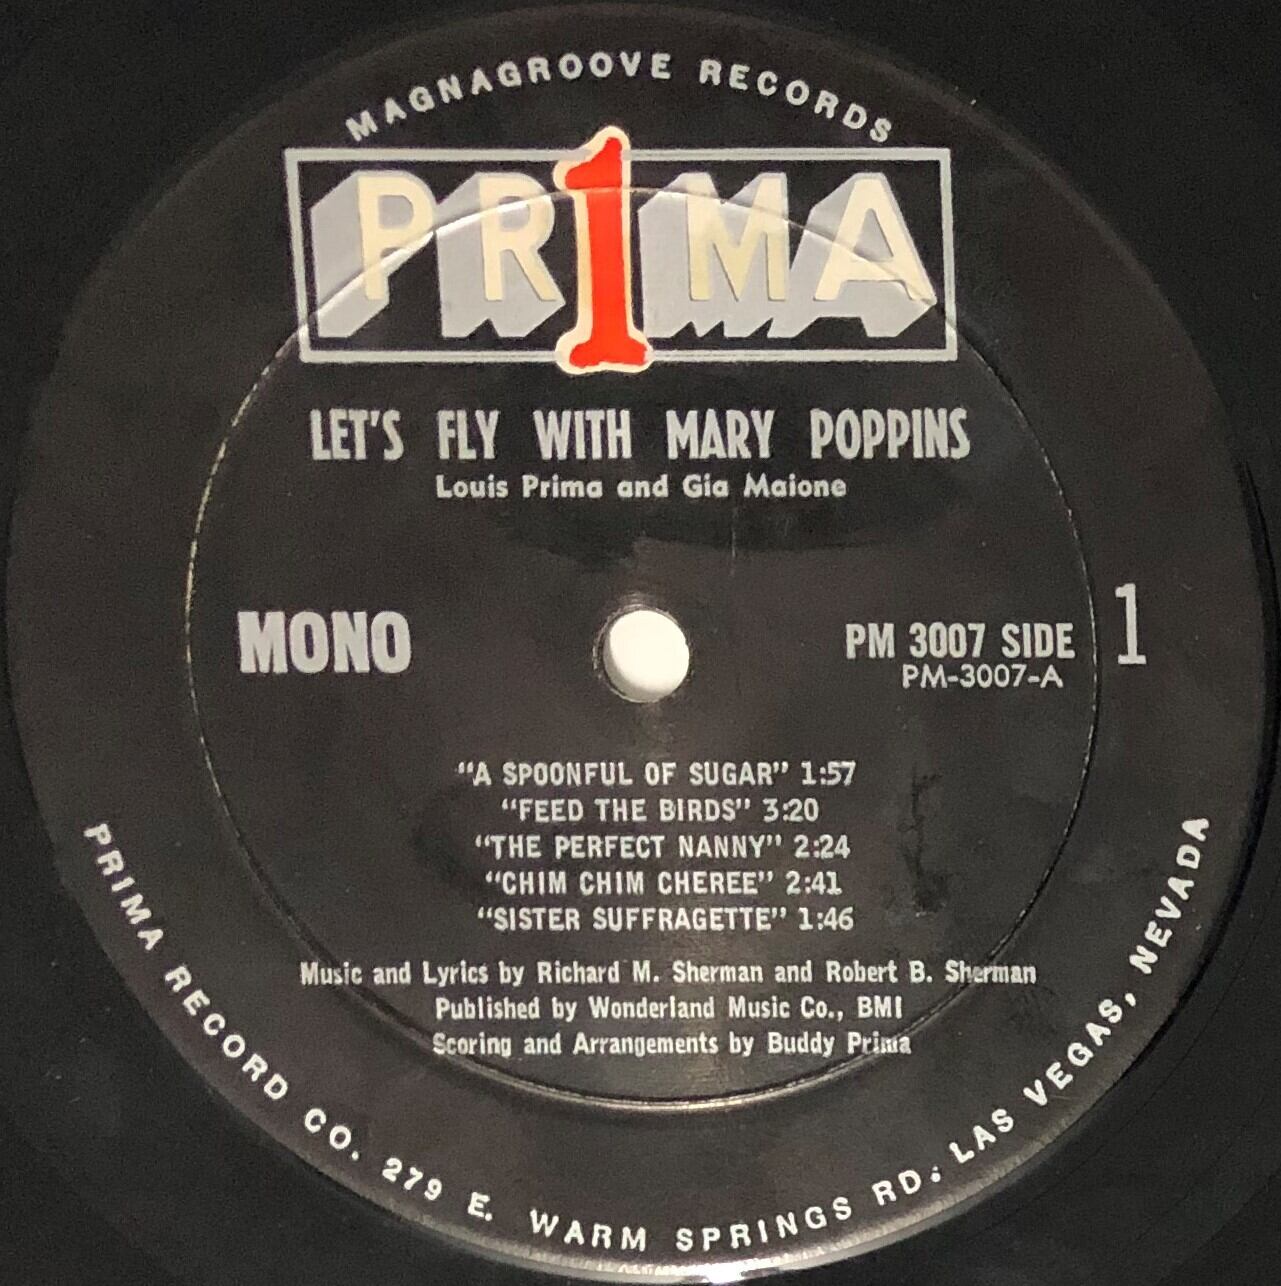 MAGNAGROOVE RECORDS
PR1MA
LET'S FLY WITH MARY POPPINS
Louis Prima and Gia Maione
MONO
PM 3007 SIDE 1
PM-3007-A
"A SPOONFUL OF SUGAR" 1:57
"FEED THE BIRDS" 3:20
"THE PERFECT NANNY" 2:24
"CHIM CHIM CHEREE" 2:41
"SISTER SUFFRAGETTE" 1:46
Music and Lyrics by Richard M. Sherman and Robert B. Sherman
Published by Wonderland Music Co., BMI
Scoring and Arrangements by Buddy Prima
PR1MA RECORD CO. 279 E. WARM SPRINGS RD. LAS VEGAS, NEVADA